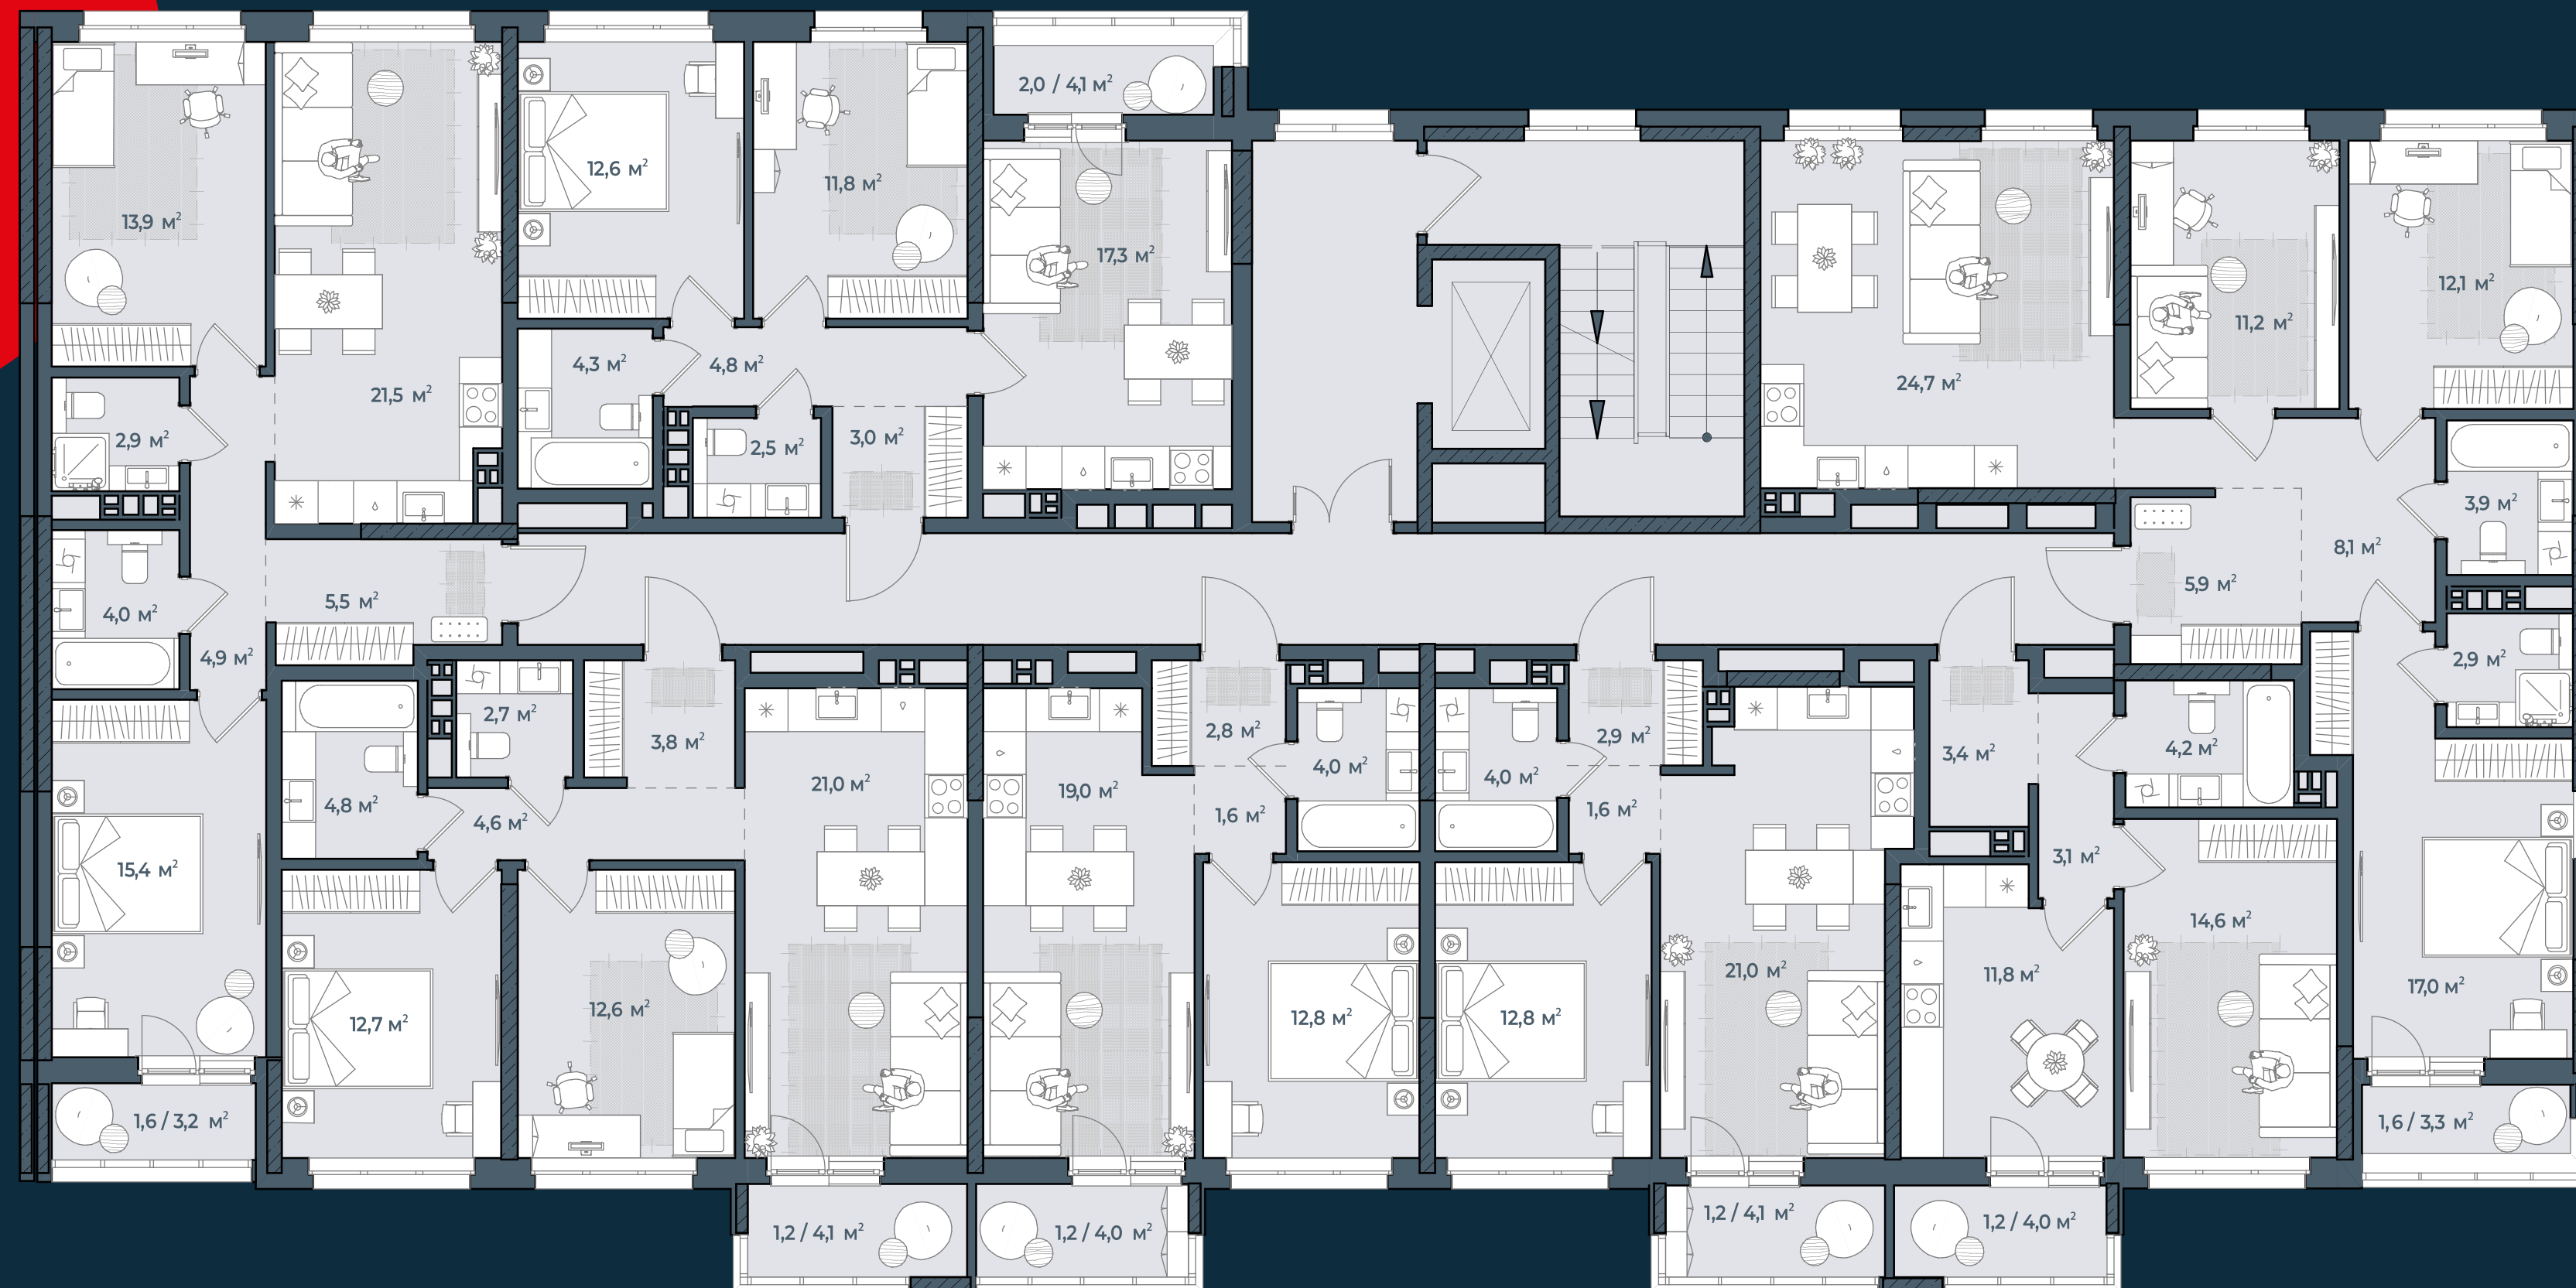 2,0 / 4,1 м²
12,6 м²
11,8 м²
13,9 м²
17,3 м²
12,1 м²
11,2 м²
4,3 м²
4,8 м²
24,7 м²
21,5 м²
2,9 м²
3,0 м²
2,5 м²
3,9 м²
8,1 м²
5,9 м²
5,5 м²
4,0 м²
4,9 м²
2,9 м²
2,7 м²
3,8 м²
2,8 м²
2,9 м²
4,2 м²
3,4 м²
4,0 м²
4,0 м²
21,0 м²
19,0 м²
4,8 м²
4,6 м²
1,6 м²
1,6 м²
3,1 м²
15,4 м²
14,6 м²
21,0 м²
11,8 м²
17,0 м²
12,6 м²
12,7 м²
12,8 м²
12,8 м²
1,6 / 3,2 м²
1,6 / 3,3 м²
1,2 / 4,1 м²
1,2 / 4,0 м²
1,2 / 4,1 м²
1,2 / 4,0 м²